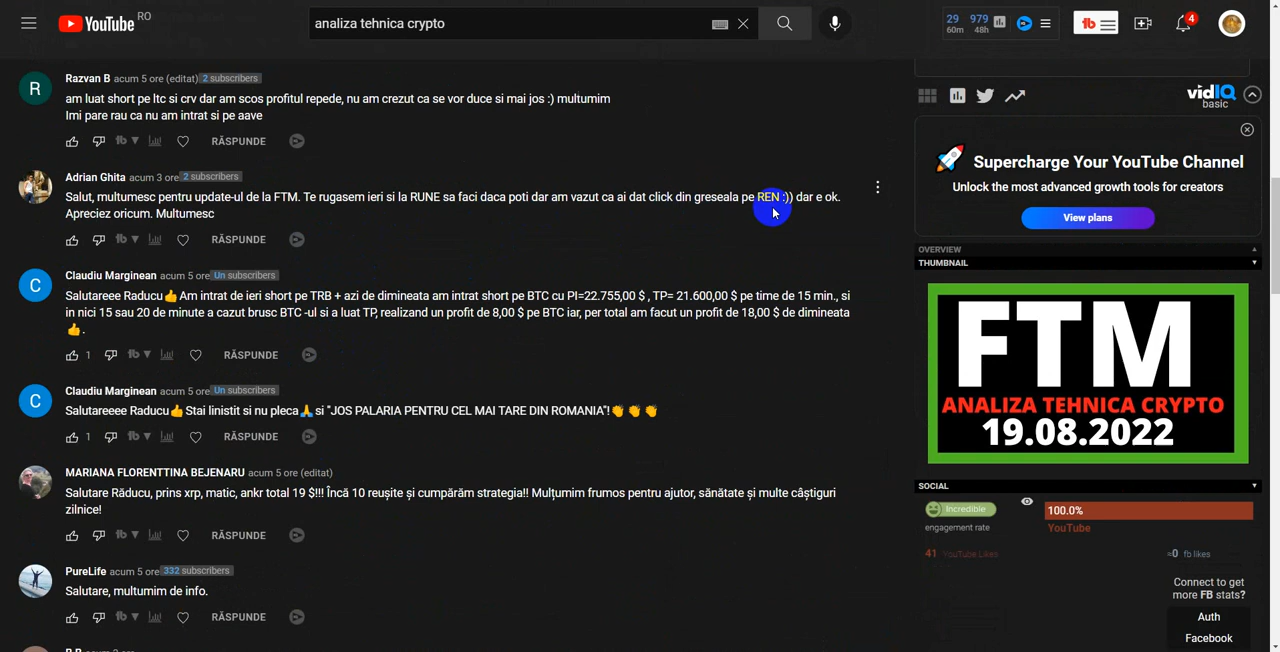 YouTube RO
analiza tehnica crypto
29 979
60m 48h
tb
4
Razvan B acum 5 ore (editat) 2 subscribers
R
am luat short pe ltc si crv dar am scos profitul repede, nu am crezut ca se vor duce si mai jos :) multumim
Imi pare rau ca nu am intrat si pe aave
tb RĂSPUNDE
Adrian Ghita acum 3 ore 2 subscribers
Salut, multumesc pentru update-ul de la FTM. Te rugasem ieri si la RUNE sa faci daca poti dar am vazut ca ai dat click din greseala pe REN :)) dar e ok.
Apreciez oricum. Multumesc
tb RĂSPUNDE
Claudiu Marginean acum 5 ore Un subscribers
C
Salutareee Raducu👍Am intrat de ieri short pe TRB + azi de dimineata am intrat short pe BTC cu PI=22.755,00 $ , TP= 21.600,00 $ pe time de 15 min., si
in nici 15 sau 20 de minute a cazut brusc BTC -ul si a luat TP, realizand un profit de 8,00 $ pe BTC iar, per total am facut un profit de 18,00 $ de dimineata
👍.
1 tb RĂSPUNDE
Claudiu Marginean acum 5 ore Un subscribers
C
Salutareeee Raducu👍Stai linistit si nu pleca🙏si "JOS PALARIA PENTRU CEL MAI TARE DIN ROMANIA"!👏👏👏
1 tb RĂSPUNDE
MARIANA FLORENTTINA BEJENARU acum 5 ore (editat)
Salutare Răducu, prins xrp, matic, ankr total 19 $!!! Încă 10 reușite și cumpărăm strategia!! Mulțumim frumos pentru ajutor, sănătate și multe câștiguri
zilnice!
tb RĂSPUNDE
PureLife acum 5 ore 332 subscribers
Salutare, multumim de info.
tb RĂSPUNDE
vidIQ
basic
Supercharge Your YouTube Channel
Unlock the most advanced growth tools for creators
View plans
OVERVIEW
THUMBNAIL
FTM
ANALIZA TEHNICA CRYPTO
19.08.2022
SOCIAL
Incredible
engagement rate
100.0%
YouTube
41 YouTube Likes
≈0 fb likes
Connect to get
more FB stats?
Auth
Facebook